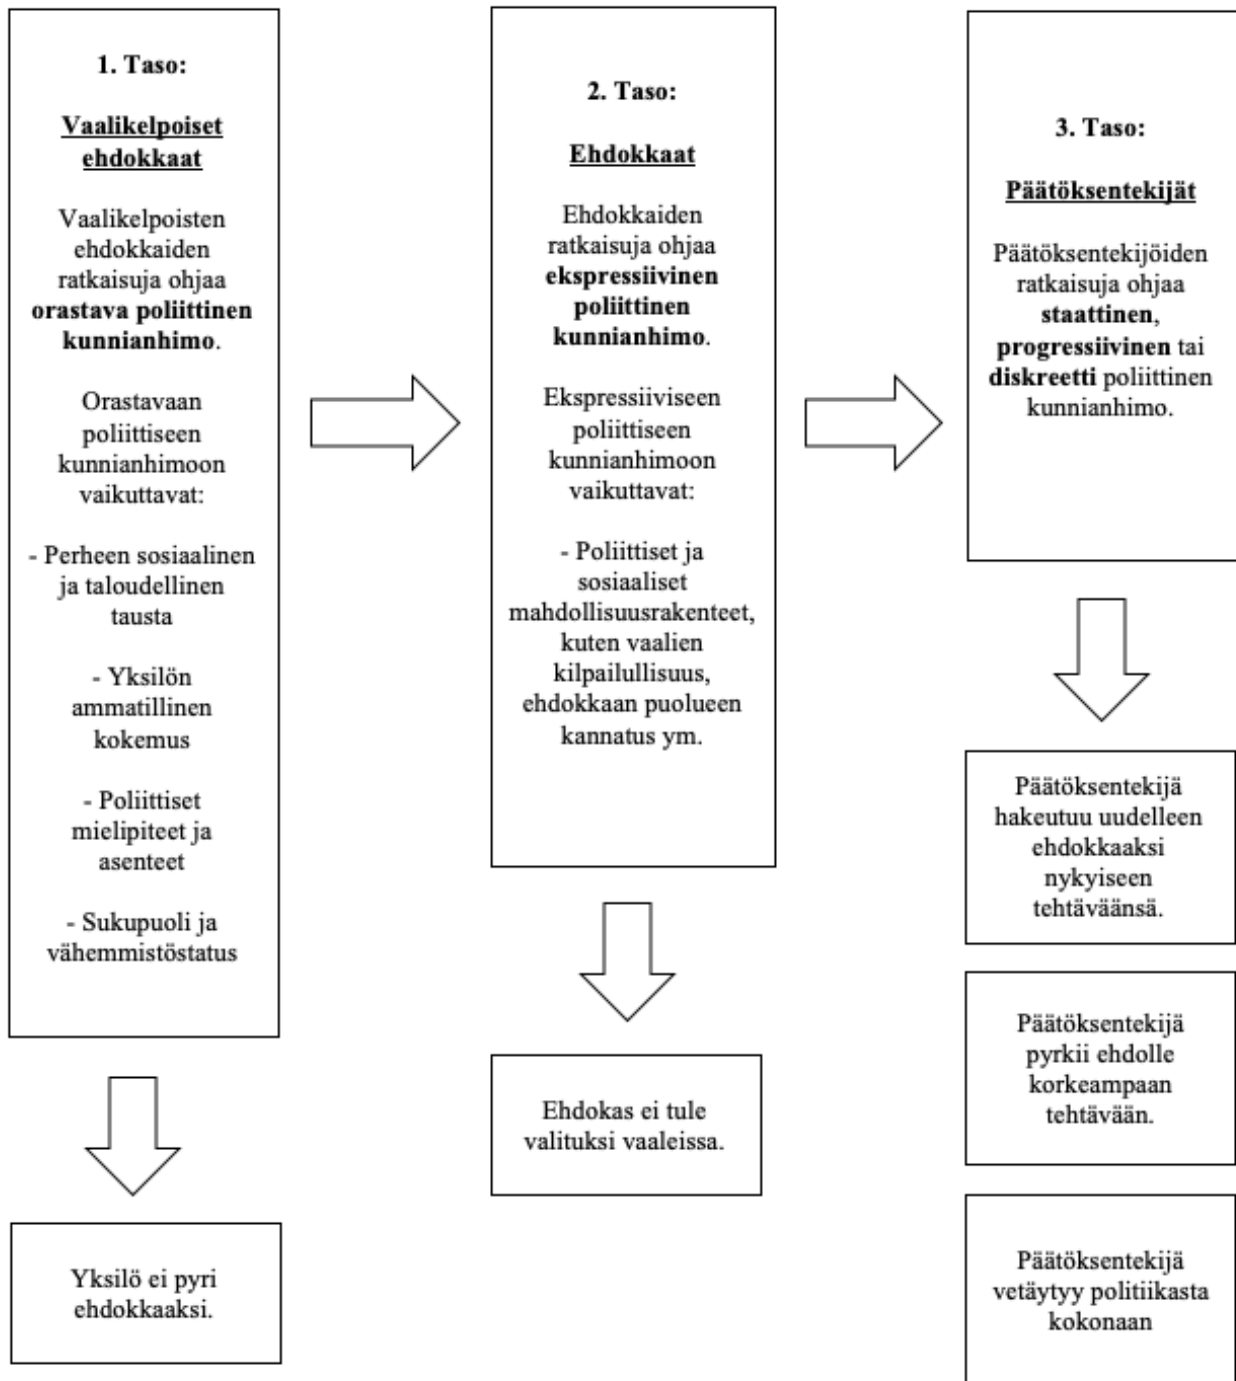 1. Taso:
Vaalikelpoiset
ehdokkaat
Vaalikelpoisten
ehdokkaiden
ratkaisuja ohjaa
orastava poliittinen
kunnianhimo.
Orastavaan
poliittiseen
kunnianhimoon
vaikuttavat:
- Perheen sosiaalinen
ja taloudellinen
tausta
- Yksilön
ammatillinen
kokemus
- Poliittiset
mielipiteet ja
asenteet
- Sukupuoli ja
vähemmistöstatus
Yksilö ei pyri
ehdokkaaksi.
2. Taso:
Ehdokkaat
Ehdokkaiden
ratkaisuja ohjaa
ekspressiivinen
poliittinen
kunnianhimo.
Ekspressiiviseen
poliittiseen
kunnianhimoon
vaikuttavat:
- Poliittiset ja
sosiaaliset
mahdollisuusrakenteet,
kuten vaalien
kilpailullisuus,
ehdokkaan puolueen
kannatus ym.
Ehdokas ei tule
valituksi vaaleissa.
3. Taso:
Päätöksentekijät
Päätöksentekijöiden
ratkaisuja ohjaa
staattinen,
progressiivinen tai
diskreetti poliittinen
kunnianhimo.
Päätöksentekijä
hakeutuu uudelleen
ehdokkaaksi
nykyiseen
tehtäväänsä.
Päätöksentekijä
pyrkii ehdolle
korkeampaan
tehtävään.
Päätöksentekijä
vetäytyy politiikasta
kokonaan